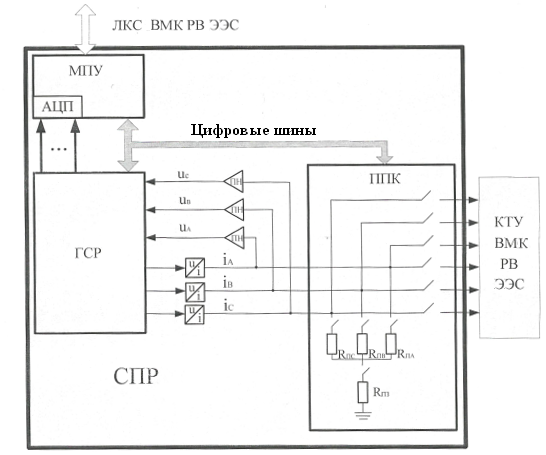 ЛКС ВМК РВ ЭЭС
МПУ
АЦП
...
Цифровые шины
ППК
ГСР
uC
ПН
uB
ПН
uA
ПН
u
i
iA
u
i
iB
u
i
iC
КТУ
ВМК
РВ
ЭЭС
RПС
RПВ
RПА
RГП
СПР